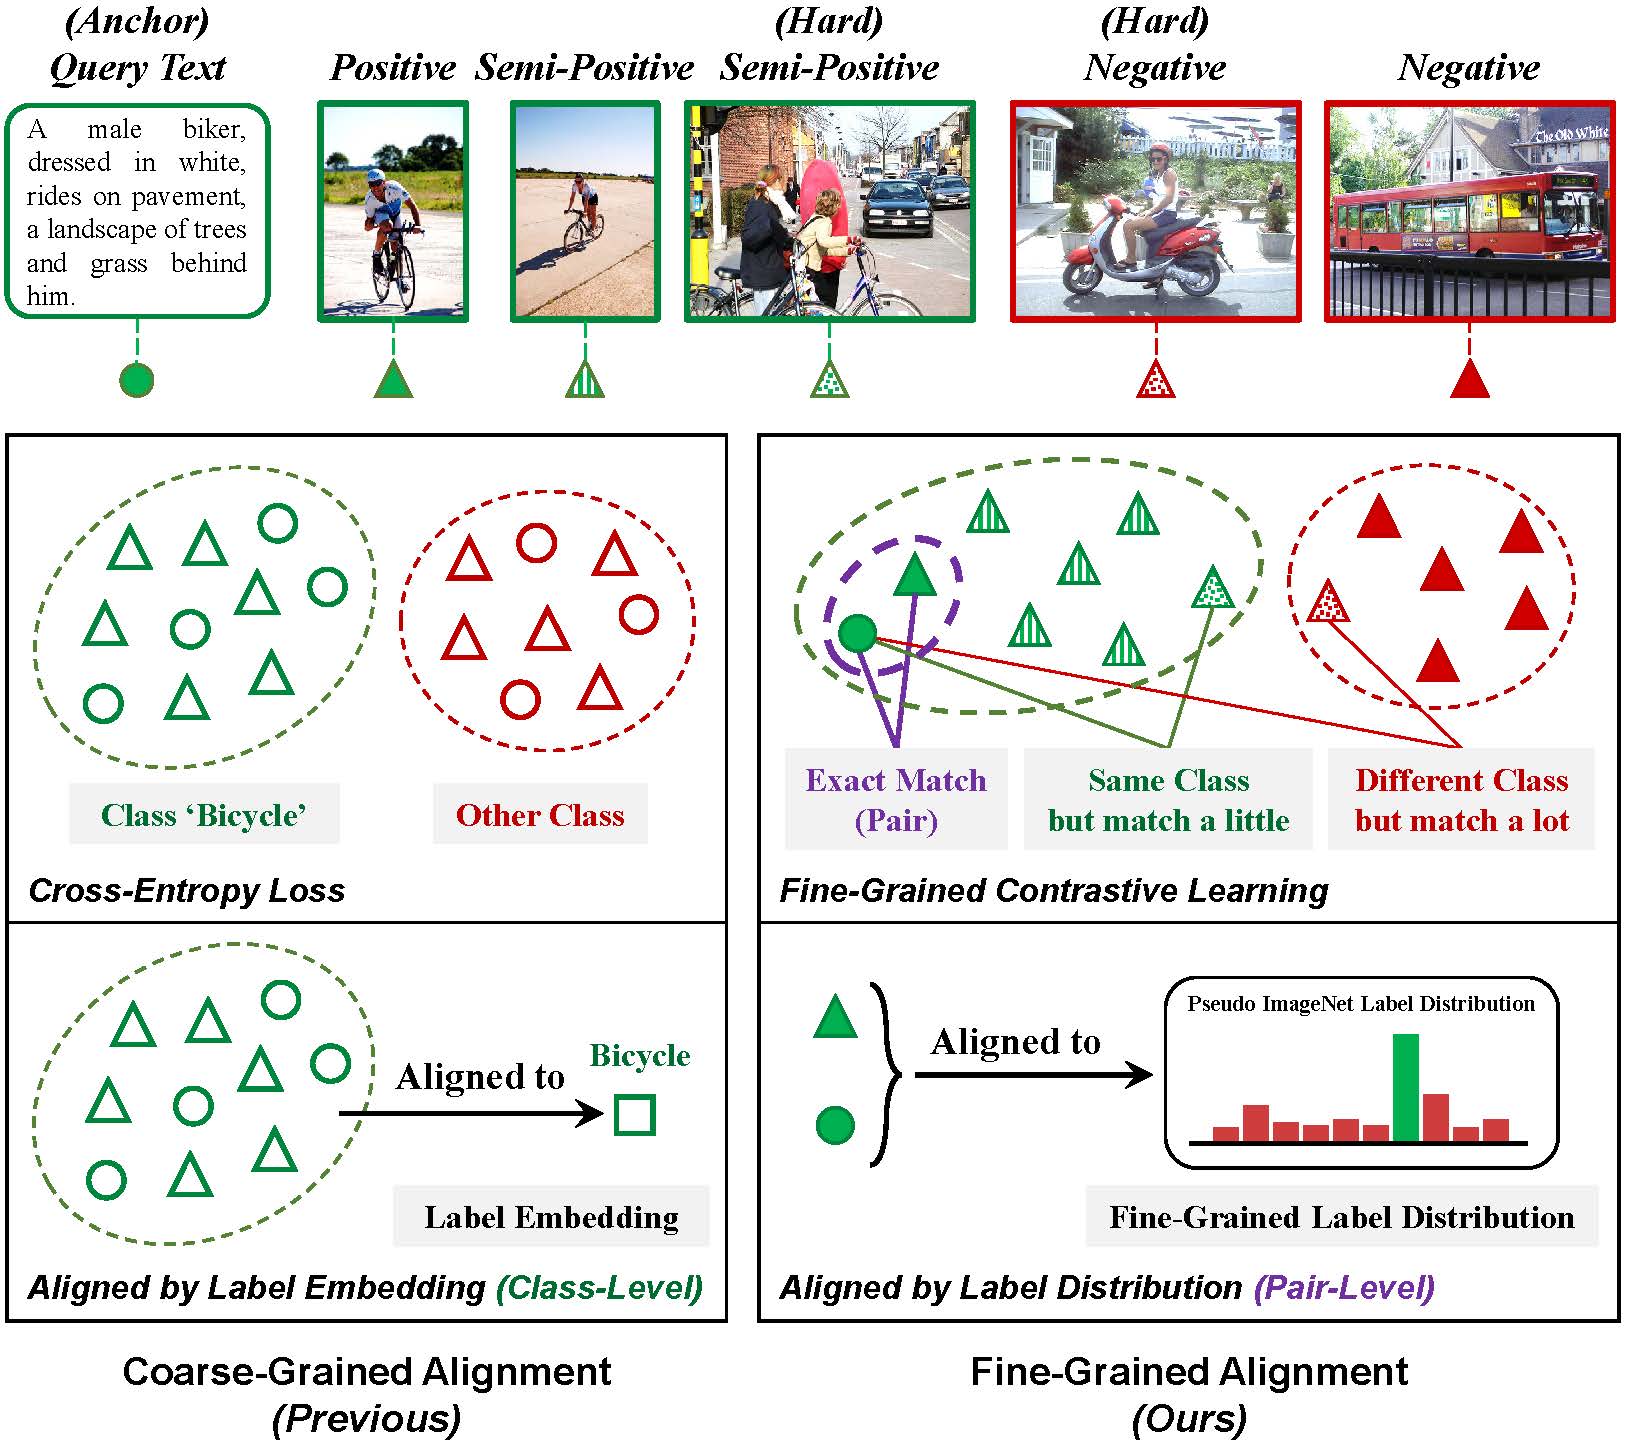 (Anchor)
Query Text
Positive
Semi-Positive
(Hard)
Semi-Positive
(Hard)
Negative
Negative
A male biker,
dressed in white,
rides on pavement,
a landscape of trees
and grass behind
him.
The Old White
Class ‘Bicycle’
Other Class
Cross-Entropy Loss
Exact Match
(Pair)
Same Class
but match a little
Different Class
but match a lot
Fine-Grained Contrastive Learning
Aligned to
Bicycle
Label Embedding
Aligned by Label Embedding (Class-Level)
Aligned to
Pseudo ImageNet Label Distribution
Fine-Grained Label Distribution
Aligned by Label Distribution (Pair-Level)
Coarse-Grained Alignment
(Previous)
Fine-Grained Alignment
(Ours)